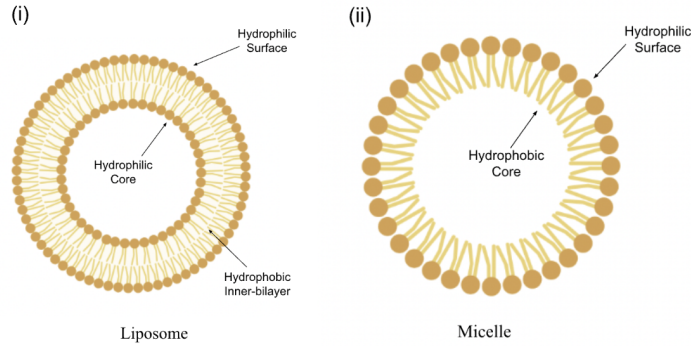 (i)
Hydrophilic
Surface
Hydrophilic
Core
Hydrophobic
Inner-bilayer
Liposome
(ii)
Hydrophilic
Surface
Hydrophobic
Core
Micelle